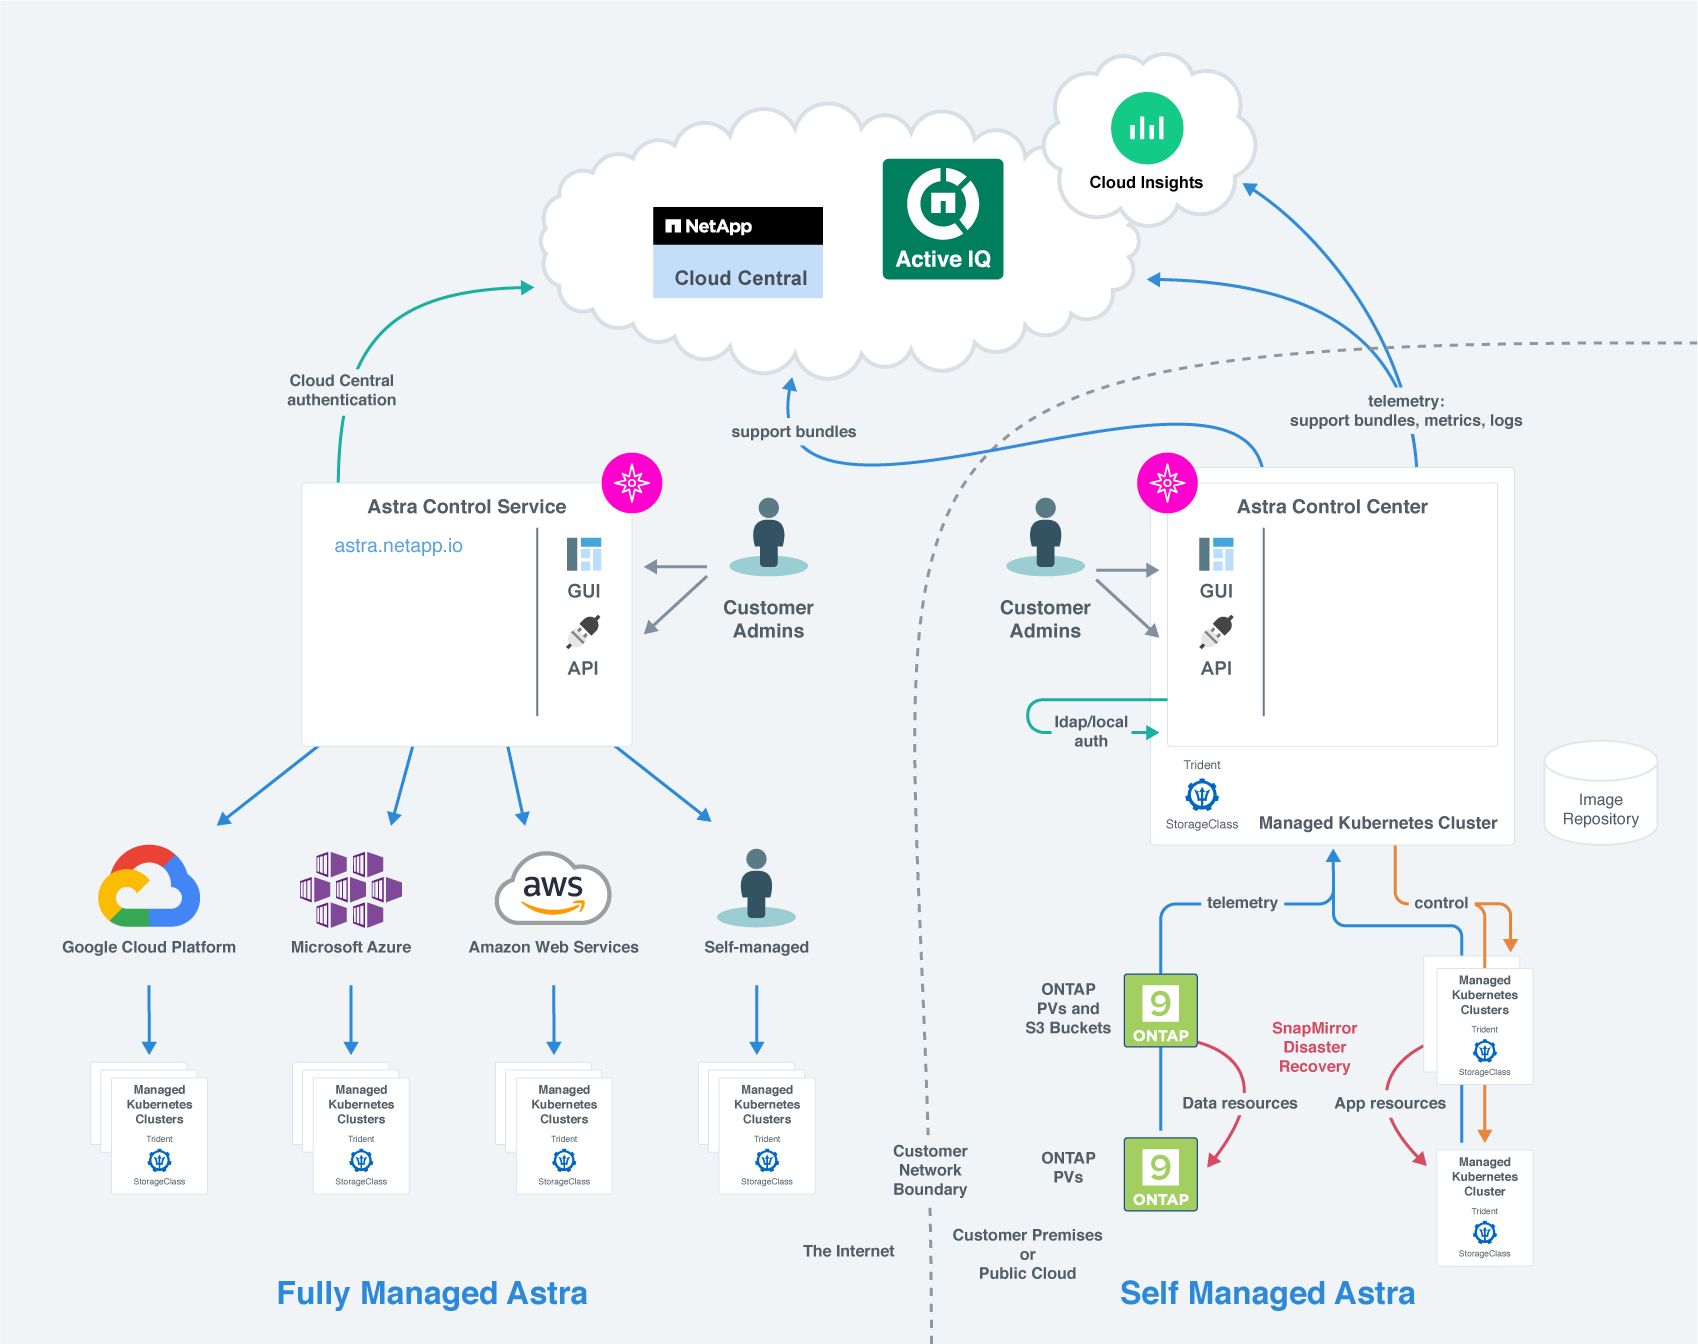 Cloud Insights
NetApp
Cloud Central
Active IQ
Cloud Central
authentication
support bundles
telemetry:
support bundles, metrics, logs
Astra Control Service
astra.netapp.io
GUI
API
Customer
Admins
Customer
Admins
Astra Control Center
GUI
API
ldap/local
auth
Trident
StorageClass
Managed Kubernetes Cluster
Image
Repository
aws
Google Cloud Platform
Microsoft Azure
Amazon Web Services
Self-managed
telemetry
control
Managed
Kubernetes
Clusters
Trident
StorageClass
Managed
Kubernetes
Clusters
Trident
StorageClass
Managed
Kubernetes
Clusters
Trident
StorageClass
Managed
Kubernetes
Clusters
Trident
StorageClass
ONTAP
PVs and
S3 Buckets
9
ONTAP
SnapMirror
Disaster
Recovery
Managed
Kubernetes
Clusters
Trident
StorageClass
Data resources
App resources
ONTAP
PVs
9
ONTAP
Managed
Kubernetes
Cluster
Trident
StorageClass
Customer
Network
Boundary
The Internet
Customer Premises
or
Public Cloud
Fully Managed Astra
Self Managed Astra